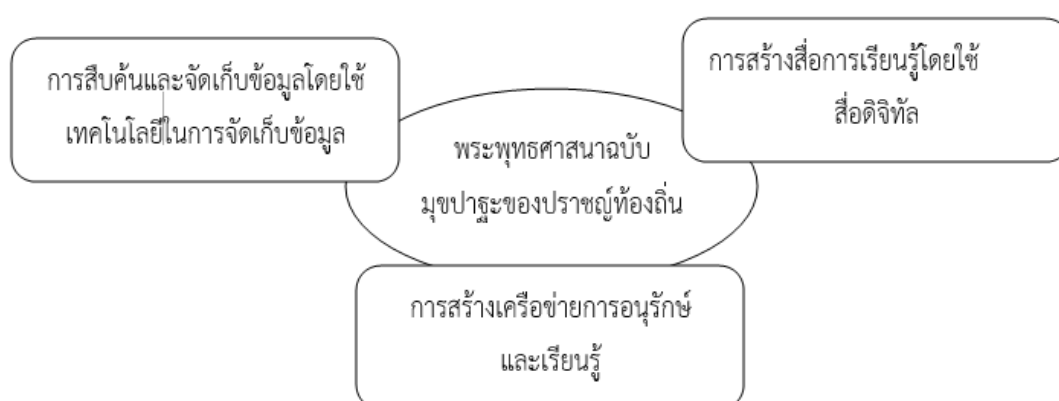 การสืบค้นและจัดเก็บข้อมูลโดยใช้
เทคโนโลยีในการจัดเก็บข้อมูล
การสร้างสื่อการเรียนรู้โดยใช้
สื่อดิจิทัล
พระพุทธศาสนาฉบับ
มุขปาฐะของปราชญ์ท้องถิ่น
การสร้างเครือข่ายการอนุรักษ์
และเรียนรู้